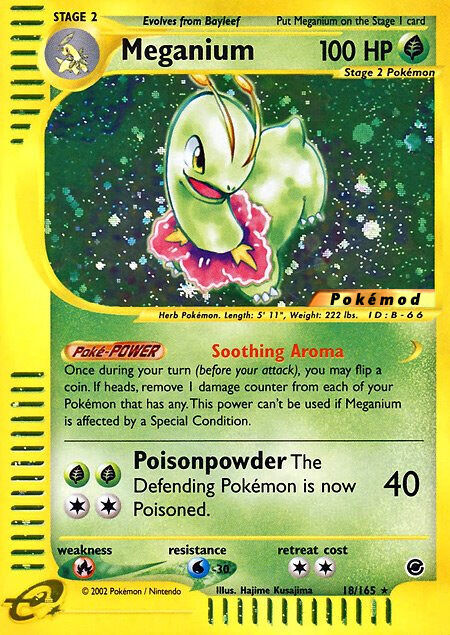 STAGE 2 Evolves from Bayleef Put Meganium on the Stage 1 card
Meganium 100 HP
Stage 2 Pokémon
Pokémod
Herb Pokémon. Length: 5' 11", Weight: 222 lbs. ID:B-66
Poké-POWER Soothing Aroma
Once during your turn (before your attack), you may flip a
coin. If heads, remove 1 damage counter from each of your
Pokémon that has any. This power can't be used if Meganium
is affected by a Special Condition.
Poisonpowder The
Defending Pokémon is now 40
Poisoned.
weakness resistance retreat cost
-30
© 2002 Pokémon / Nintendo Illus. Hajime Kusajima 18/165 ★
e